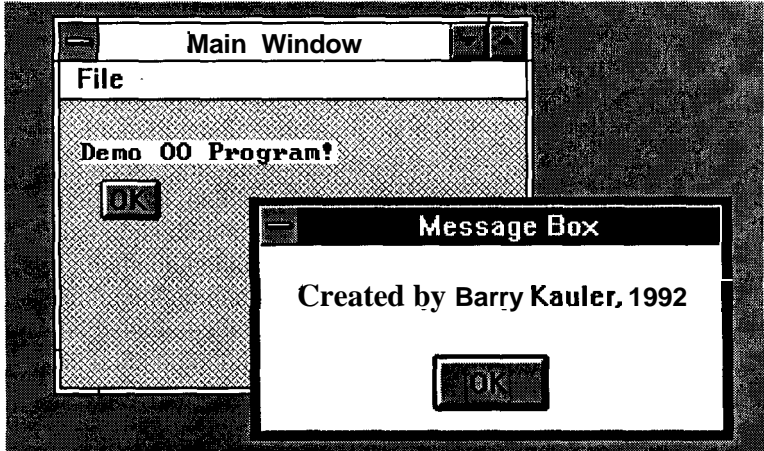 Main Window
File
Demo OO Program!
OK
Message Box
Created by Barry Kauler, 1992
OK